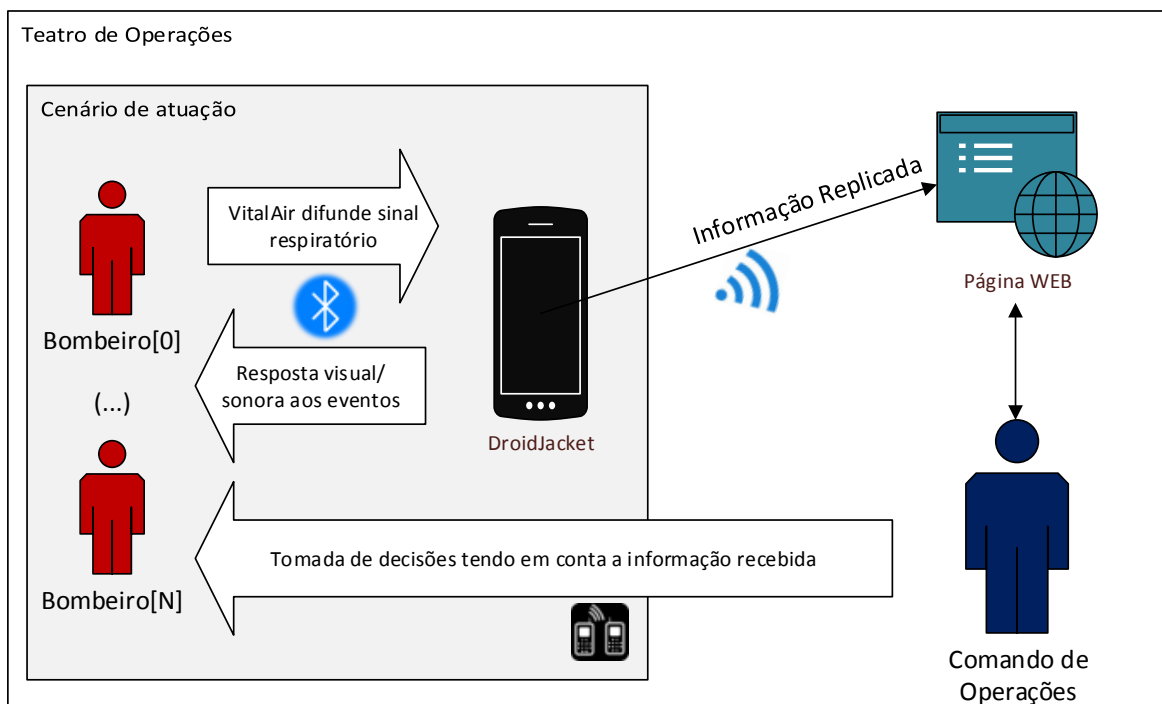 Teatro de Operações
Cenário de atuação
VitalAir difunde sinal
respiratório
Bombeiro[0]
Resposta visual/
sonora aos eventos
(...)
DroidJacket
Informação Replicada
Página WEB
Tomada de decisões tendo em conta a informação recebida
Bombeiro[N]
Comando de
Operações